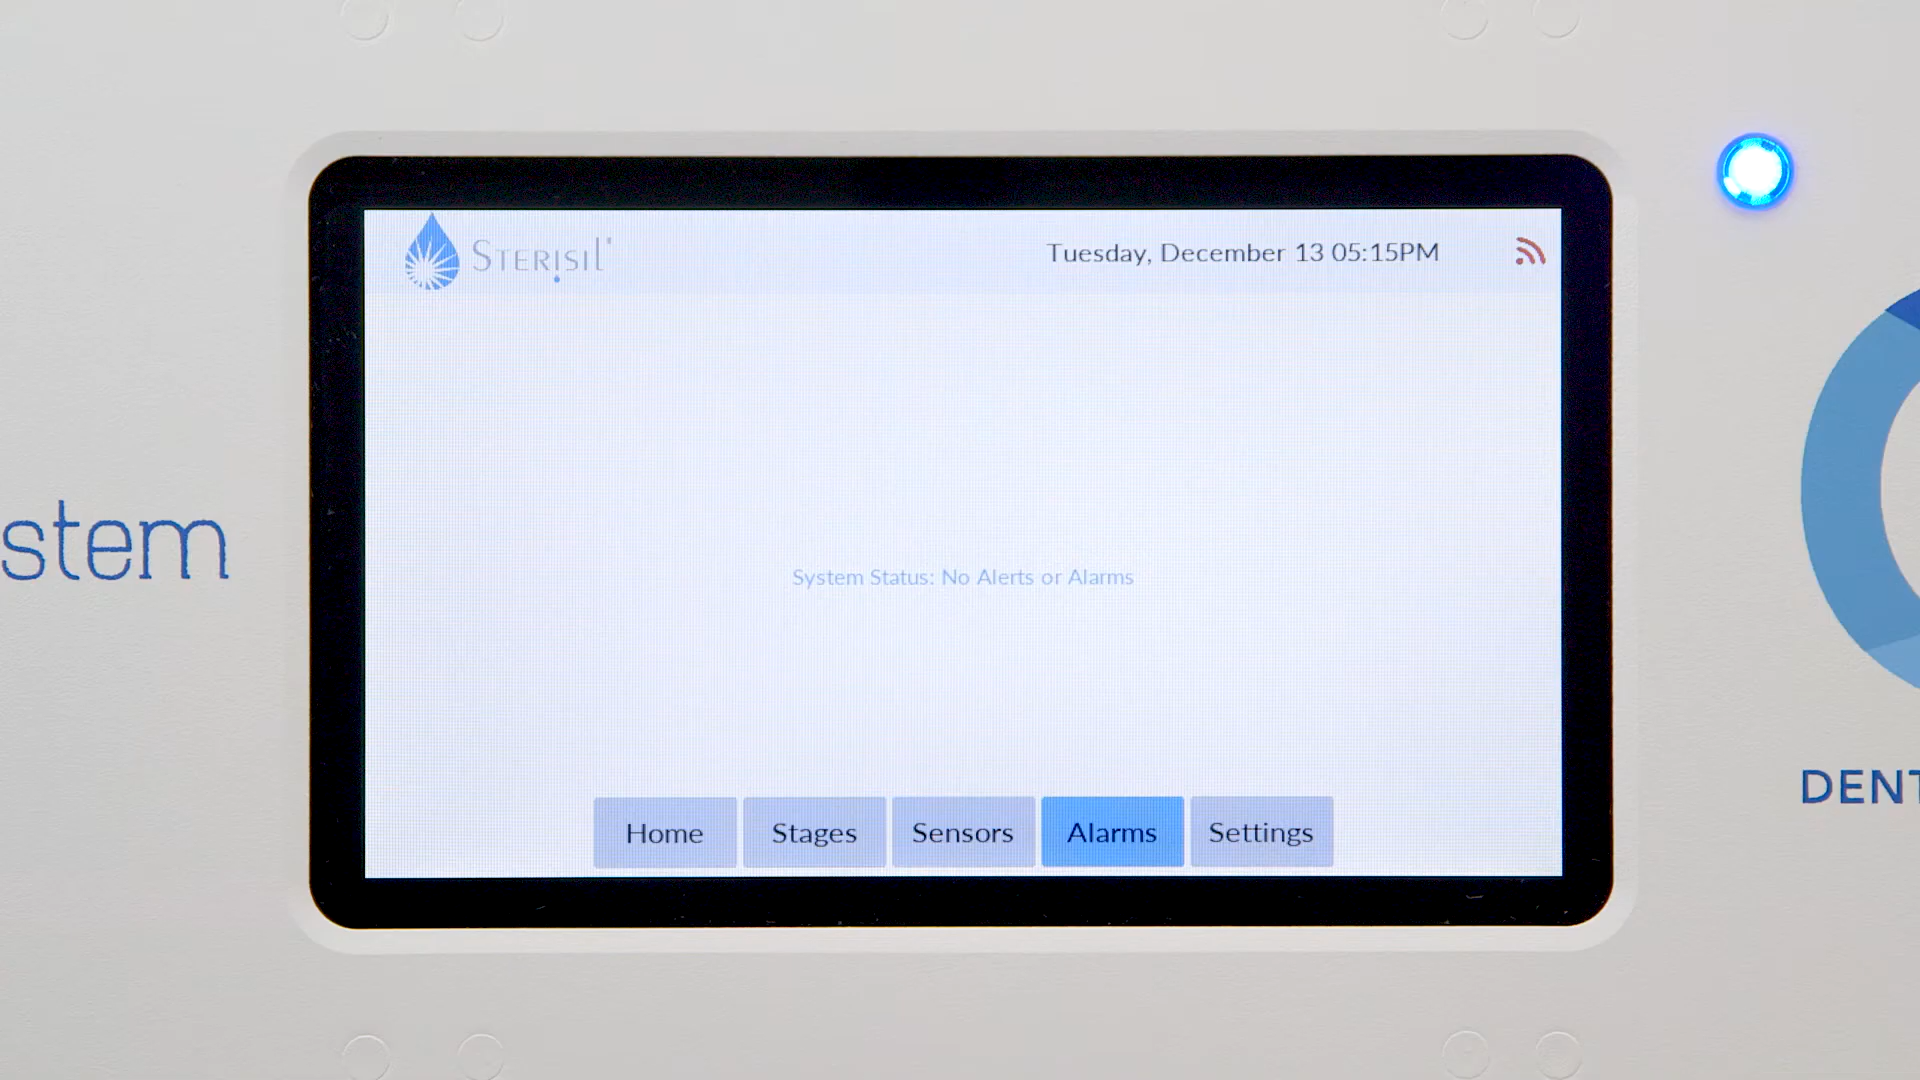 STERISIL
Tuesday, December 13 05:15PM
stem
System Status: No Alerts or Alarms
DENT
Home
Stages
Sensors
Alarms
Settings